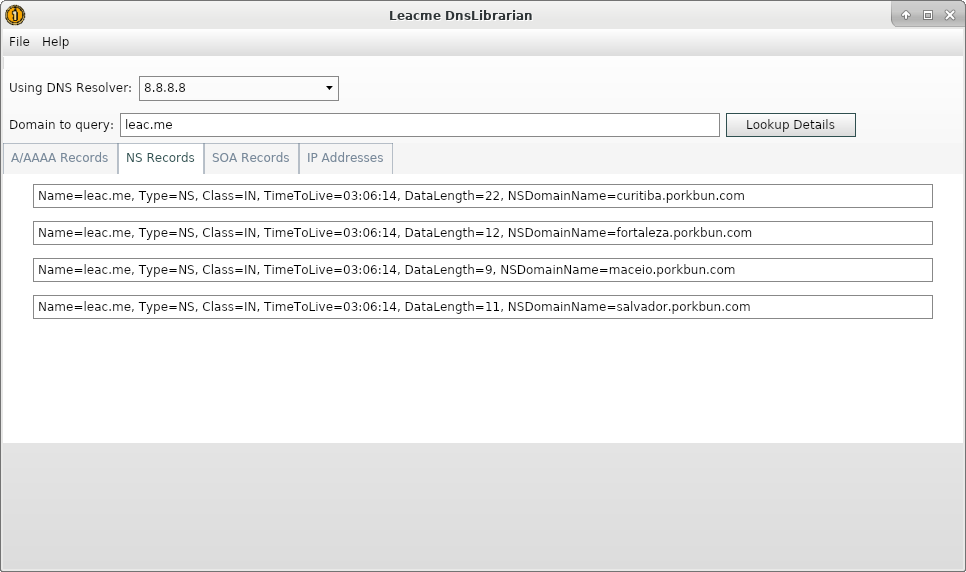 Leacme DnsLibrarian
File Help
Using DNS Resolver: 8.8.8.8
Domain to query: leac.me Lookup Details
A/AAAA Records NS Records SOA Records IP Addresses
Name=leac.me, Type=NS, Class=IN, TimeToLive=03:06:14, DataLength=22, NSDomainName=curitiba.porkbun.com
Name=leac.me, Type=NS, Class=IN, TimeToLive=03:06:14, DataLength=12, NSDomainName=fortaleza.porkbun.com
Name=leac.me, Type=NS, Class=IN, TimeToLive=03:06:14, DataLength=9, NSDomainName=maceio.porkbun.com
Name=leac.me, Type=NS, Class=IN, TimeToLive=03:06:14, DataLength=11, NSDomainName=salvador.porkbun.com